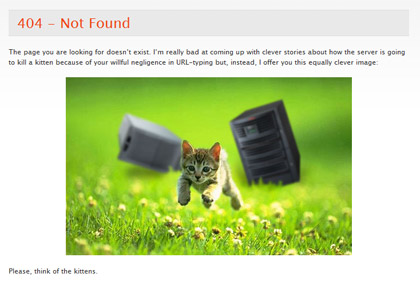 404 - Not Found
The page you are looking for doesn't exist. I'm really bad at coming up with clever stories about how the server is going
to kill a kitten because of your willful negligence in URL-typing but, instead, I offer you this equally clever image:
Please, think of the kittens.